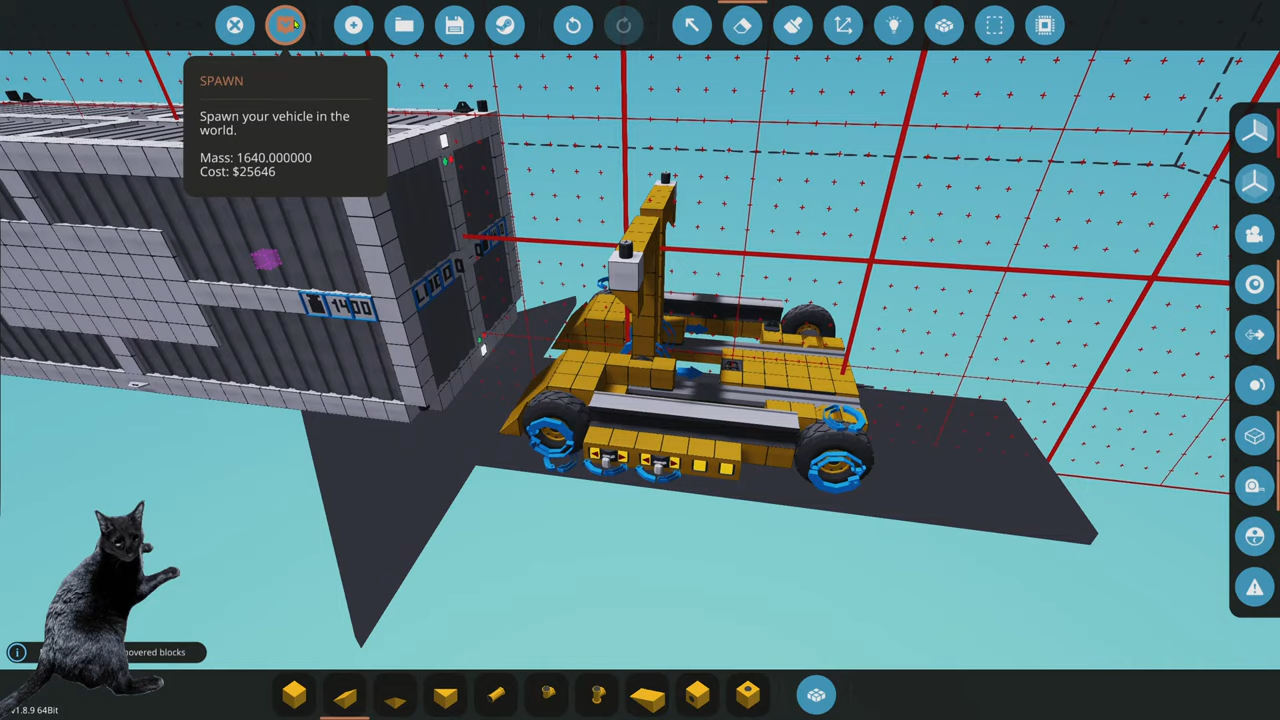 SPAWN
Spawn your vehicle in the
world.
Mass: 1640.000000
Cost: $25646
1400
overed blocks
v1.8.9 64Bit